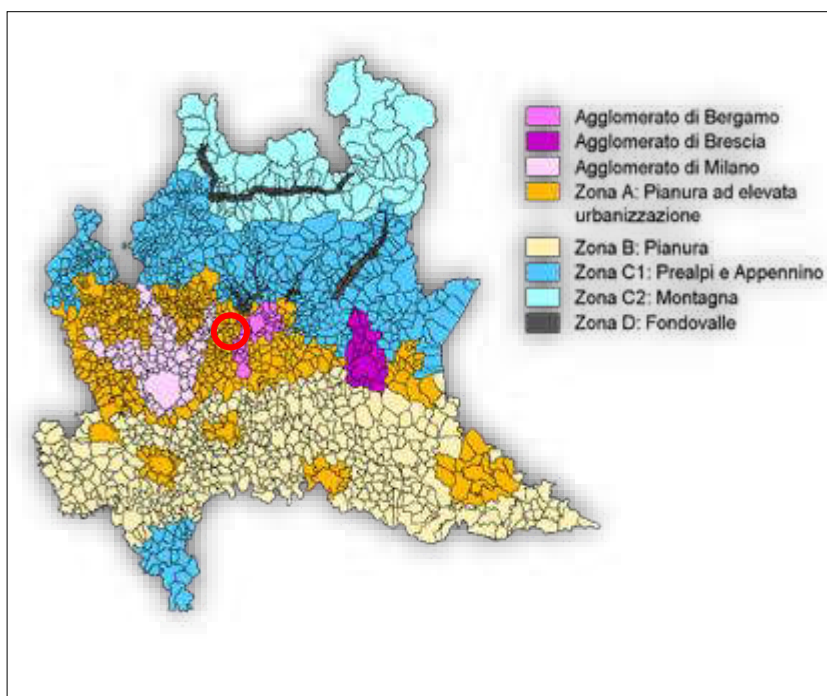 Agglomerato di Bergamo
Agglomerato di Brescia
Agglomerato di Milano
Zona A: Pianura ad elevata
urbanizzazione
Zona B: Pianura
Zona C1: Prealpi e Appennino
Zona C2: Montagna
Zona D: Fondovalle